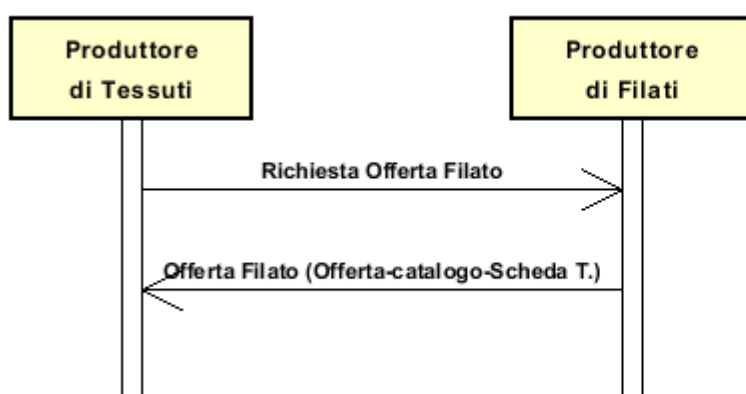 Produttore
di Tessuti
Produttore
di Filati
Richiesta Offerta Filato
Offerta Filato (Offerta-catalogo-Scheda T.)